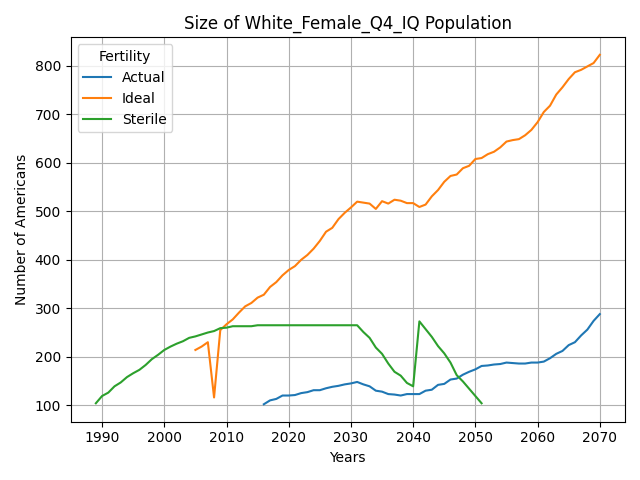 Size of White_Female_Q4_IQ Population
Fertility
Actual
Ideal
Sterile
Number of Americans
800
700
600
500
400
300
200
100
1990 2000 2010 2020 2030 2040 2050 2060 2070
Years